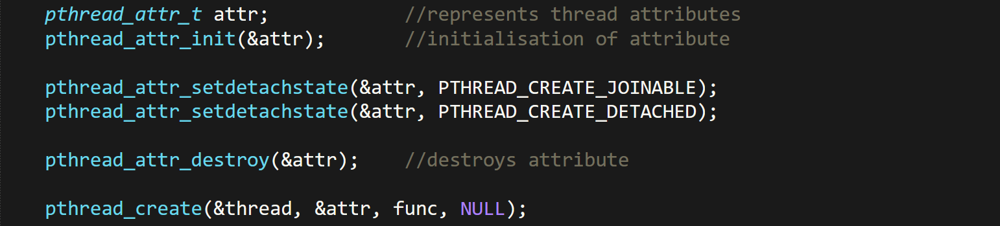 pthread_attr_t attr; //represents thread attributes
pthread_attr_init(&attr); //initialisation of attribute
pthread_attr_setdetachstate(&attr, PTHREAD_CREATE_JOINABLE);
pthread_attr_setdetachstate(&attr, PTHREAD_CREATE_DETACHED);
pthread_attr_destroy(&attr); //destroys attribute
pthread_create(&thread, &attr, func, NULL);